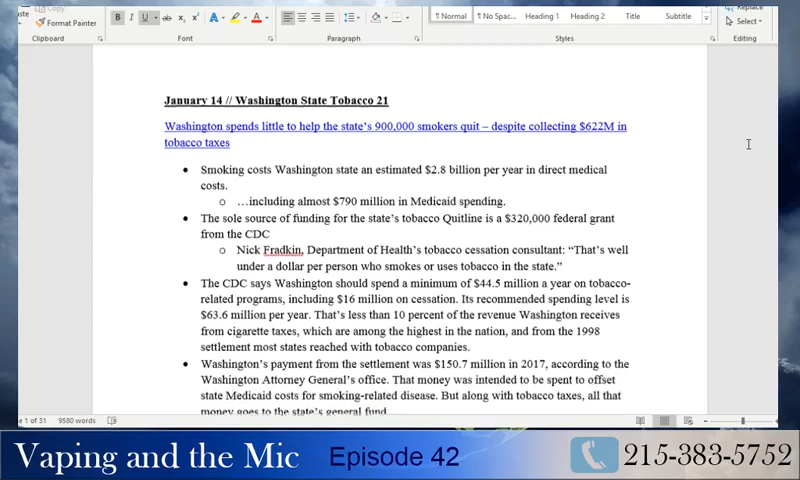 Copy
Replace
Format Painter
B I U ab x₂ x² A A
¶ Normal ¶ No Spac... Heading 1 Heading 2 Title Subtitle
Select
Clipboard Font Paragraph Styles Editing
January 14 // Washington State Tobacco 21
Washington spends little to help the state's 900,000 smokers quit – despite collecting $622M in
tobacco taxes
• Smoking costs Washington state an estimated $2.8 billion per year in direct medical
costs.
o …including almost $790 million in Medicaid spending.
• The sole source of funding for the state's tobacco Quitline is a $320,000 federal grant
from the CDC
o Nick Fradkin, Department of Health's tobacco cessation consultant: “That's well
under a dollar per person who smokes or uses tobacco in the state.”
• The CDC says Washington should spend a minimum of $44.5 million a year on tobacco-
related programs, including $16 million on cessation. Its recommended spending level is
$63.6 million per year. That's less than 10 percent of the revenue Washington receives
from cigarette taxes, which are among the highest in the nation, and from the 1998
settlement most states reached with tobacco companies.
• Washington's payment from the settlement was $150.7 million in 2017, according to the
Washington Attorney General's office. That money was intended to be spent to offset
state Medicaid costs for smoking-related disease. But along with tobacco taxes, all that
money goes to the state's general fund.
1 of 31 9580 words
Vaping and the Mic Episode 42 215-383-5752